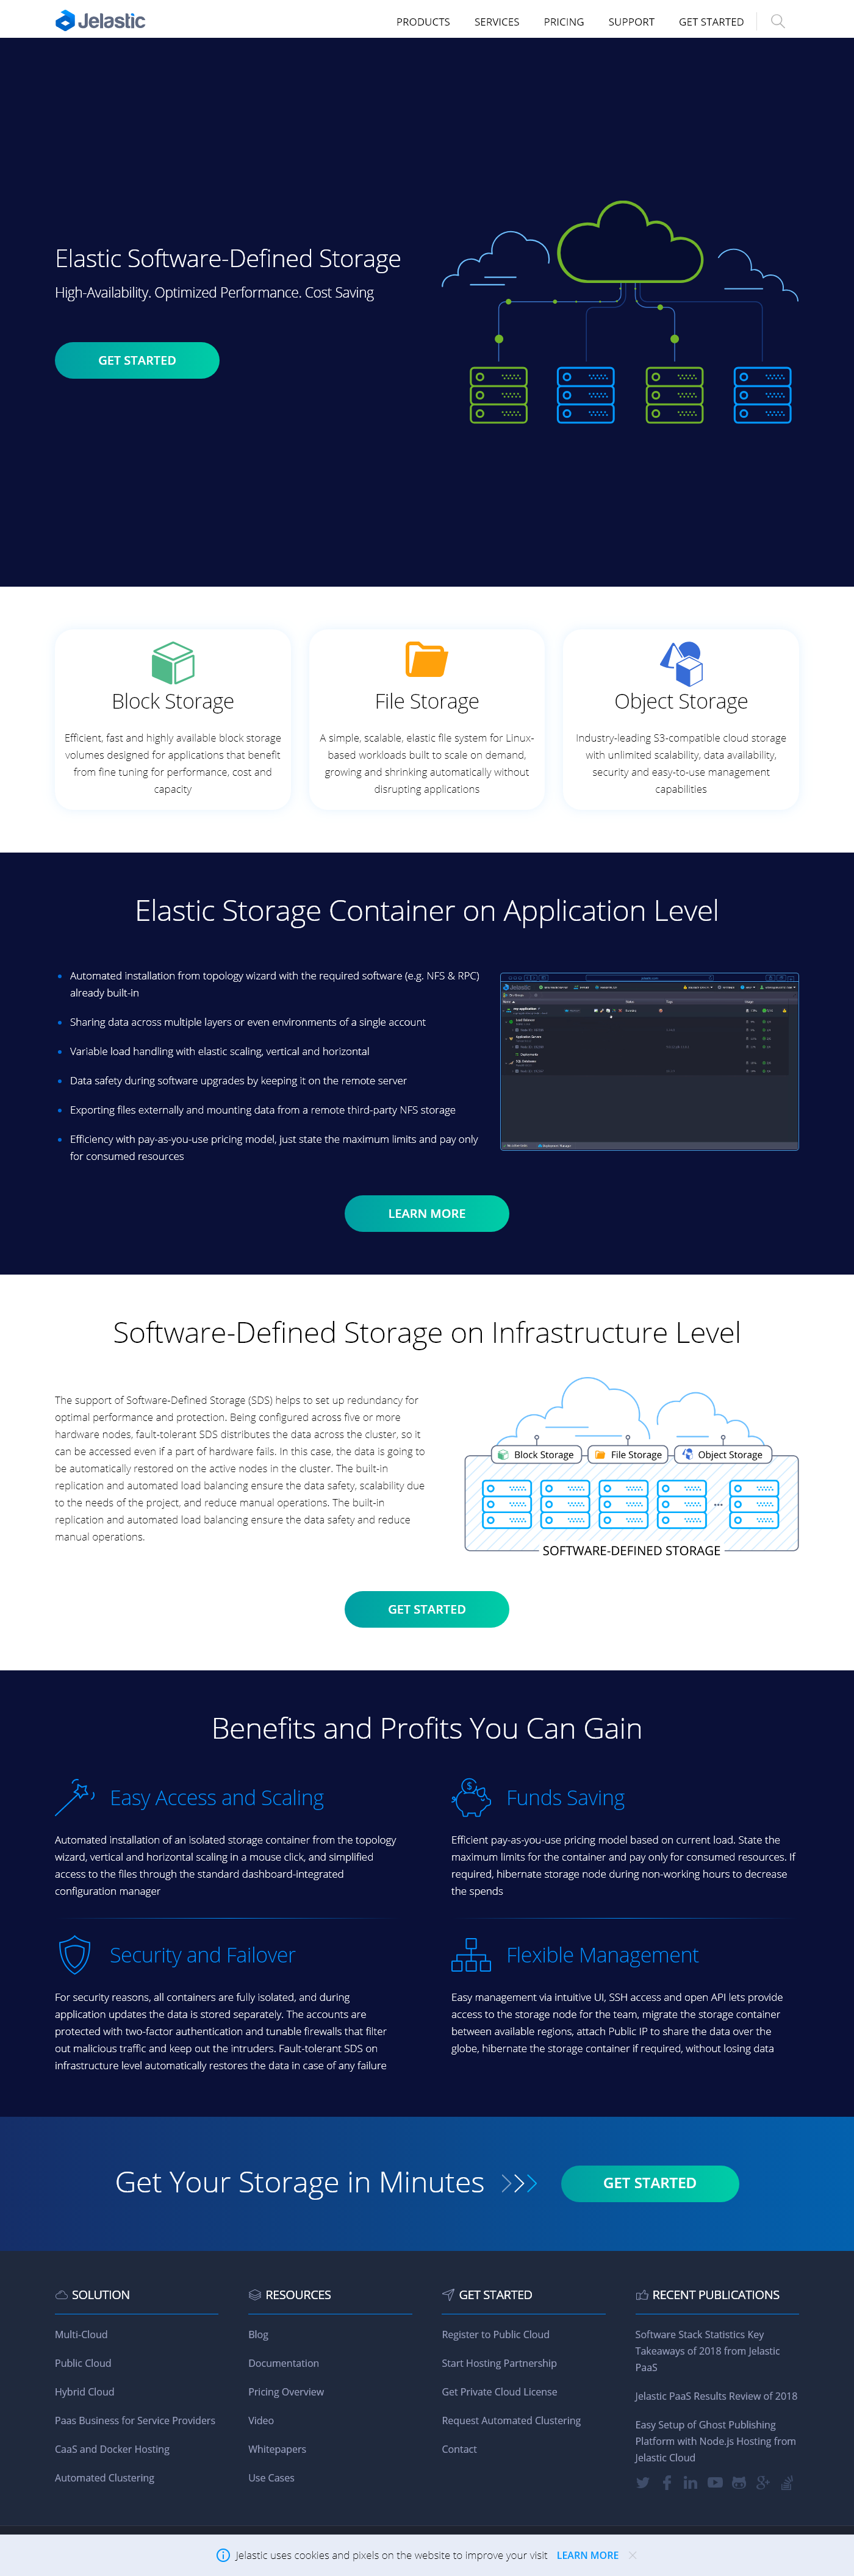 Jelastic
PRODUCTS SERVICES PRICING SUPPORT GET STARTED
Elastic Software-Defined Storage
High-Availability. Optimized Performance. Cost Saving
GET STARTED
Block Storage
Efficient, fast and highly available block storage
volumes designed for applications that benefit
from fine tuning for performance, cost and
capacity
File Storage
A simple, scalable, elastic file system for Linux-
based workloads built to scale on demand,
growing and shrinking automatically without
disrupting applications
Object Storage
Industry-leading S3-compatible cloud storage
with unlimited scalability, data availability,
security and easy-to-use management
capabilities
Elastic Storage Container on Application Level
Automated installation from topology wizard with the required software (e.g. NFS & RPC)
already built-in
Sharing data across multiple layers or even environments of a single account
Variable load handling with elastic scaling, vertical and horizontal
Data safety during software upgrades by keeping it on the remote server
Exporting files externally and mounting data from a remote third-party NFS storage
Efficiency with pay-as-you-use pricing model, just state the maximum limits and pay only
for consumed resources
Jelastic
LEARN MORE
Software-Defined Storage on Infrastructure Level
The support of Software-Defined Storage (SDS) helps to set up redundancy for
optimal performance and protection. Being configured across five or more
hardware nodes, fault-tolerant SDS distributes the data across the cluster, so it
can be accessed even if a part of hardware fails. In this case, the data is going to
be automatically restored on the active nodes in the cluster. The built-in
replication and automated load balancing ensure the data safety, scalability due
to the needs of the project, and reduce manual operations. The built-in
replication and automated load balancing ensure the data safety and reduce
manual operations.
Block Storage File Storage Object Storage
...
SOFTWARE-DEFINED STORAGE
GET STARTED
Benefits and Profits You Can Gain
Easy Access and Scaling
Automated installation of an isolated storage container from the topology
wizard, vertical and horizontal scaling in a mouse click, and simplified
access to the files through the standard dashboard-integrated
configuration manager
Funds Saving
Efficient pay-as-you-use pricing model based on current load. State the
maximum limits for the container and pay only for consumed resources. If
required, hibernate storage node during non-working hours to decrease
the spends
Security and Failover
For security reasons, all containers are fully isolated, and during
application updates the data is stored separately. The accounts are
protected with two-factor authentication and tunable firewalls that filter
out malicious traffic and keep out the intruders. Fault-tolerant SDS on
infrastructure level automatically restores the data in case of any failure
Flexible Management
Easy management via intuitive UI, SSH access and open API lets provide
access to the storage node for the team, migrate the storage container
between available regions, attach Public IP to share the data over the
globe, hibernate the storage container if required, without losing data
Get Your Storage in Minutes
GET STARTED
SOLUTION
Multi-Cloud
Public Cloud
Hybrid Cloud
Paas Business for Service Providers
CaaS and Docker Hosting
Automated Clustering
RESOURCES
Blog
Documentation
Pricing Overview
Video
Whitepapers
Use Cases
GET STARTED
Register to Public Cloud
Start Hosting Partnership
Get Private Cloud License
Request Automated Clustering
Contact
RECENT PUBLICATIONS
Software Stack Statistics Key
Takeaways of 2018 from Jelastic
PaaS
Jelastic PaaS Results Review of 2018
Easy Setup of Ghost Publishing
Platform with Node.js Hosting from
Jelastic Cloud
Jelastic uses cookies and pixels on the website to improve your visit LEARN MORE